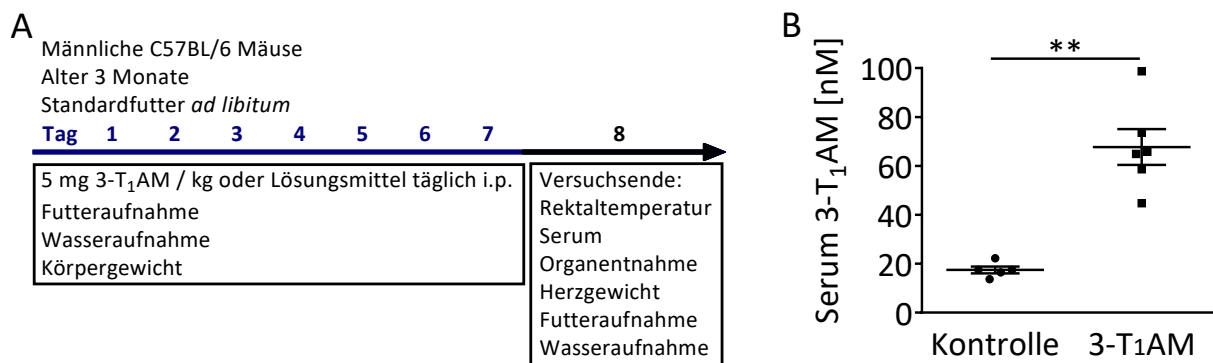 A
Männliche C57BL/6 Mäuse
Alter 3 Monate
Standardfutter ad libitum
Tag 1 2 3 4 5 6 7 8
5 mg 3-T₁AM / kg oder Lösungsmittel täglich i.p.
Futteraufnahme
Wasseraufnahme
Körpergewicht
Versuchsende:
Rektaltemperatur
Serum
Organentnahme
Herzgewicht
Futteraufnahme
Wasseraufnahme
B
**
Serum 3-T₁AM [nM]
100
80
60
40
20
0
Kontrolle 3-T₁AM